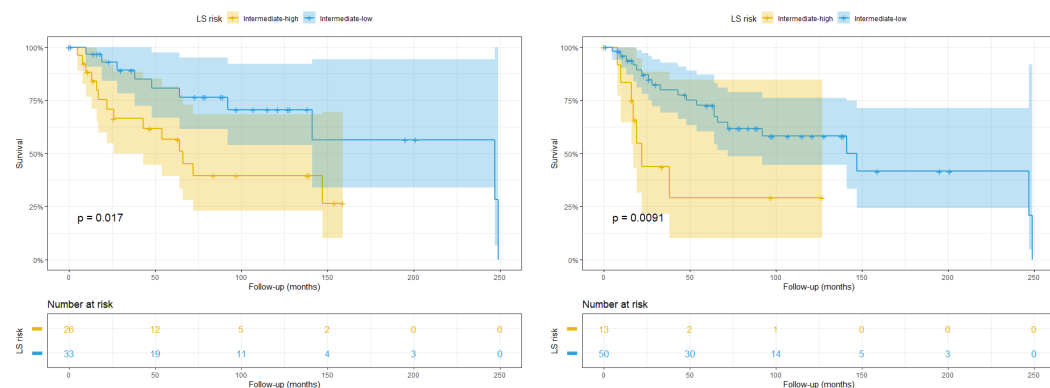 LS risk Intermediate-high Intermediate-low
100%
75%
50%
25%
0%
Survival
p = 0.017
0 50 100 150 200 250
Follow-up (months)
Number at risk
LS risk
26 12 5 2 0 0
33 19 11 4 3 0
0 50 100 150 200 250
Follow-up (months)
LS risk Intermediate-high Intermediate-low
100%
75%
50%
25%
0%
Survival
p = 0.0091
0 50 100 150 200 250
Follow-up (months)
Number at risk
LS risk
13 2 1 0 0 0
50 30 14 5 3 0
0 50 100 150 200 250
Follow-up (months)